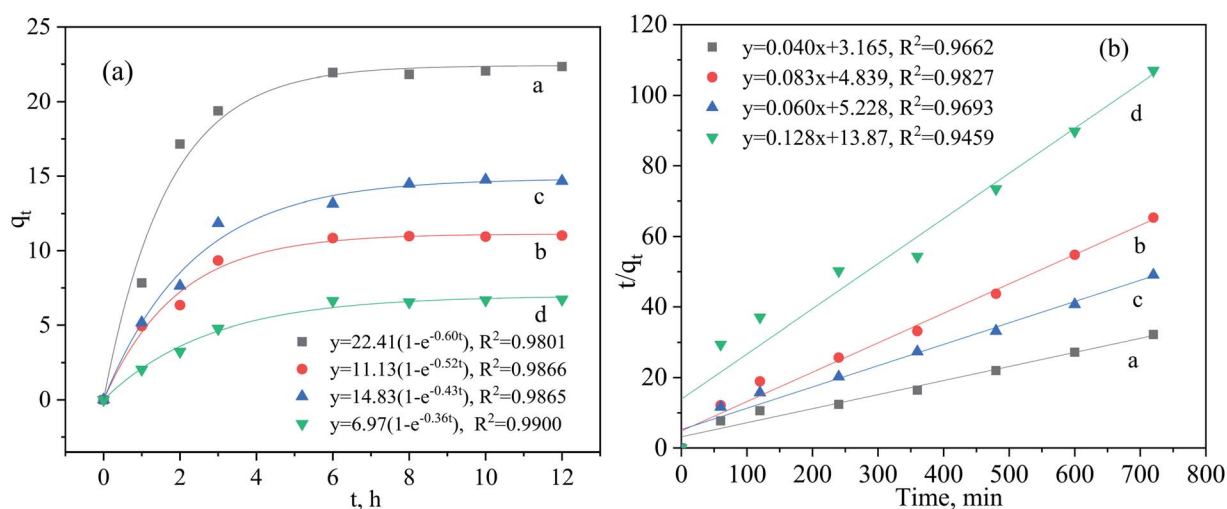 (a)
25
20
15
10
5
0
q_t
a
c
b
d
y=22.41(1-e^{-0.60t}), R²=0.9801
y=11.13(1-e^{-0.52t}), R²=0.9866
y=14.83(1-e^{-0.43t}), R²=0.9865
y=6.97(1-e^{-0.36t}), R²=0.9900
0 2 4 6 8 10 12
t, h
120
100
80
60
40
20
0
t/q_t
y=0.040x+3.165, R²=0.9662 (b)
y=0.083x+4.839, R²=0.9827
y=0.060x+5.228, R²=0.9693
y=0.128x+13.87, R²=0.9459
d
b
c
a
0 100 200 300 400 500 600 700 800
Time, min